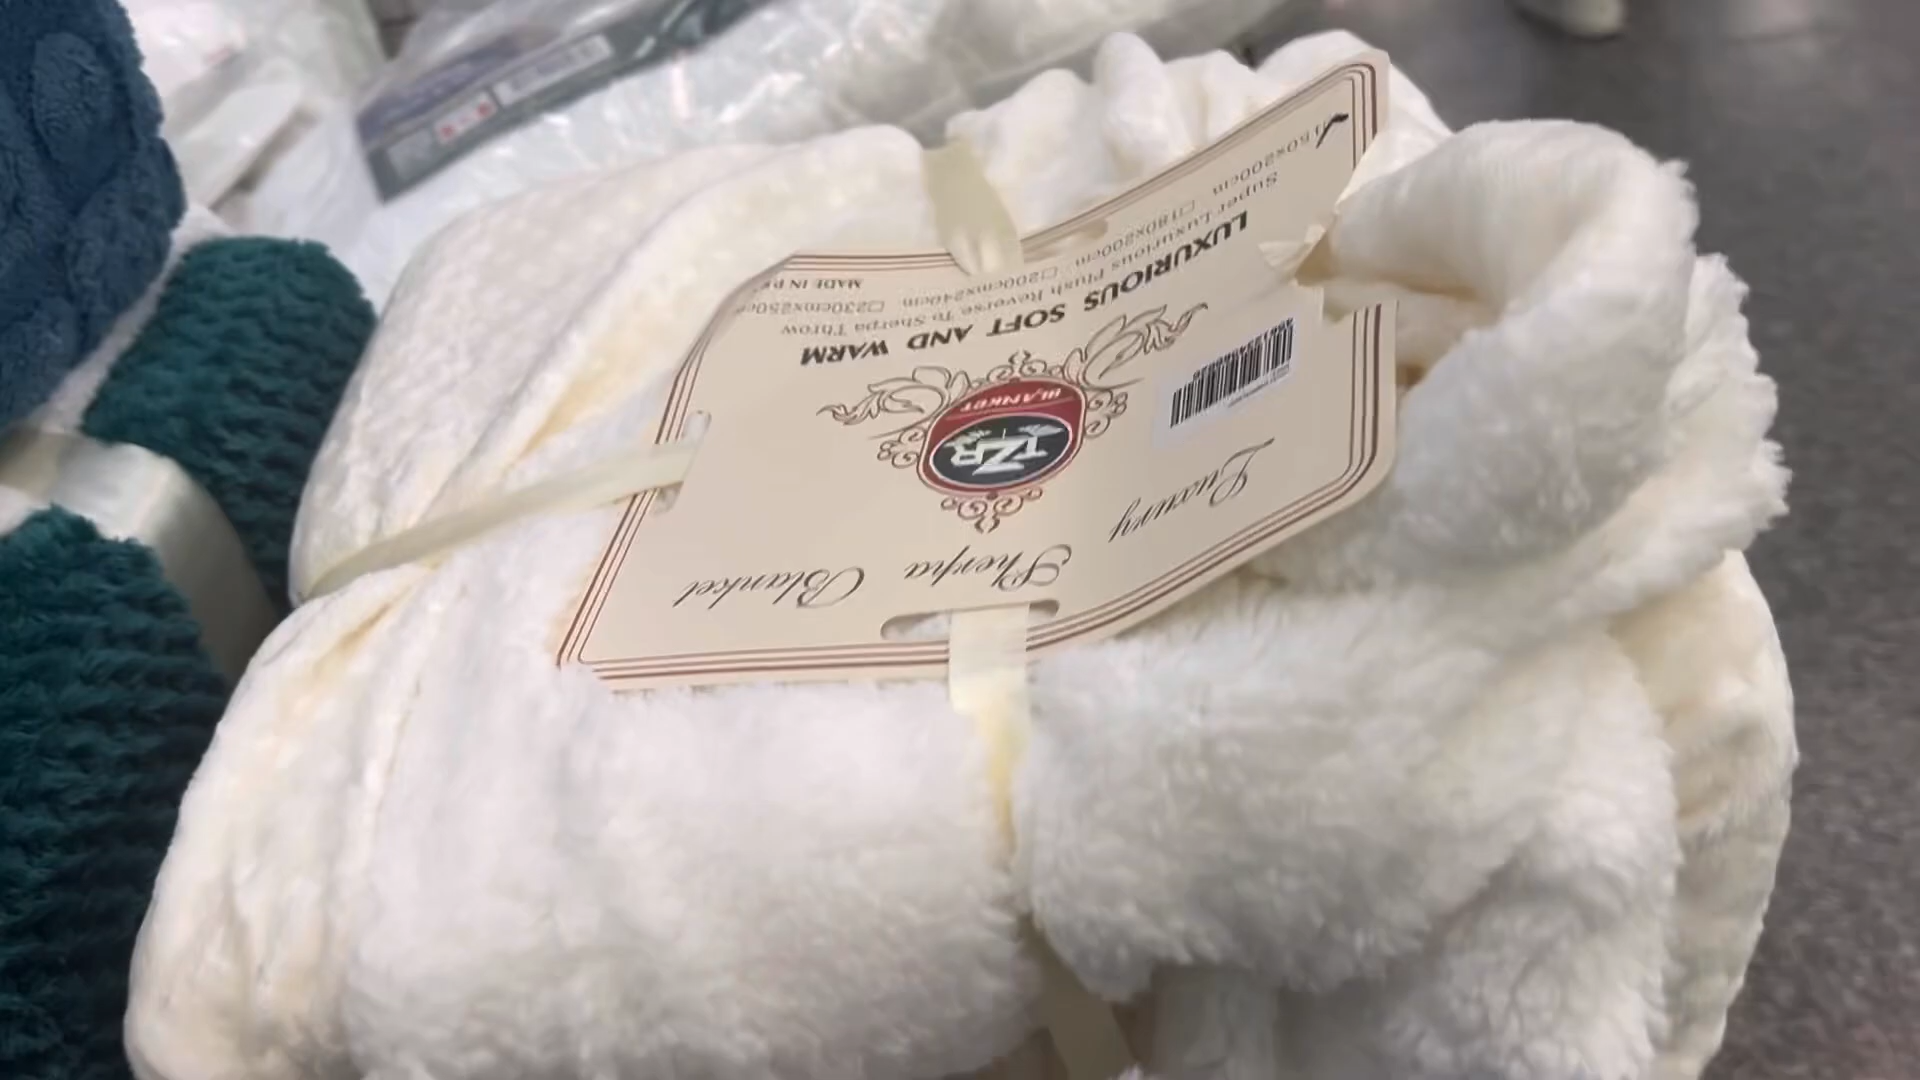 Luxury Sherpa Blanket
TZR
BLANKET
LUXURIOUS SOFT AND WARM
Super Luxurious Plush Reverse To Sherpa Throw
150x200cm □180x200cm □200cmx240cm □230cmx250c
MADE IN